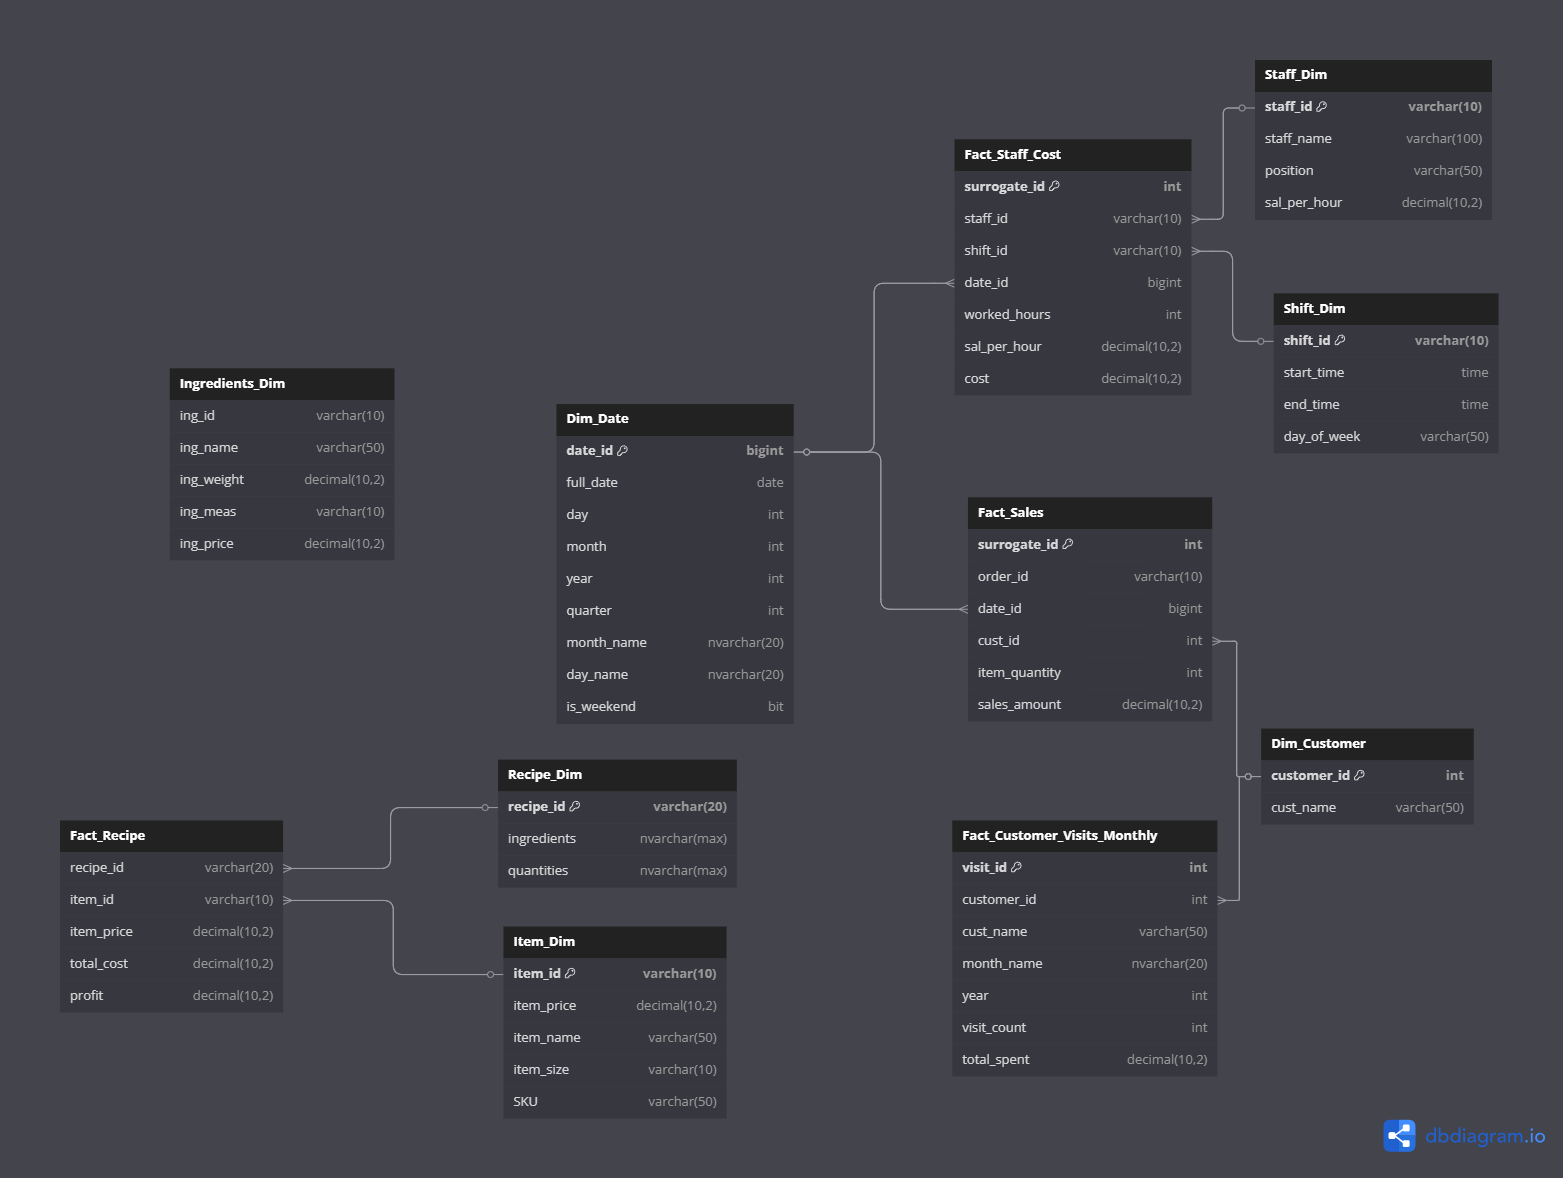 Staff_Dim
staff_id varchar(10)
staff_name varchar(100)
position varchar(50)
sal_per_hour decimal(10,2)
Fact_Staff_Cost
surrogate_id int
staff_id varchar(10)
shift_id varchar(10)
date_id bigint
worked_hours int
sal_per_hour decimal(10,2)
cost decimal(10,2)
Shift_Dim
shift_id varchar(10)
start_time time
end_time time
day_of_week varchar(50)
Ingredients_Dim
ing_id varchar(10)
ing_name varchar(50)
ing_weight decimal(10,2)
ing_meas varchar(10)
ing_price decimal(10,2)
Dim_Date
date_id bigint
full_date date
day int
month int
year int
quarter int
month_name nvarchar(20)
day_name nvarchar(20)
is_weekend bit
Fact_Sales
surrogate_id int
order_id varchar(10)
date_id bigint
cust_id int
item_quantity int
sales_amount decimal(10,2)
Dim_Customer
customer_id int
cust_name varchar(50)
Recipe_Dim
recipe_id varchar(20)
ingredients nvarchar(max)
quantities nvarchar(max)
Fact_Recipe
recipe_id varchar(20)
item_id varchar(10)
item_price decimal(10,2)
total_cost decimal(10,2)
profit decimal(10,2)
Item_Dim
item_id varchar(10)
item_price decimal(10,2)
item_name varchar(50)
item_size varchar(10)
SKU varchar(50)
Fact_Customer_Visits_Monthly
visit_id int
customer_id int
cust_name varchar(50)
month_name nvarchar(20)
year int
visit_count int
total_spent decimal(10,2)
dbdiagram.io